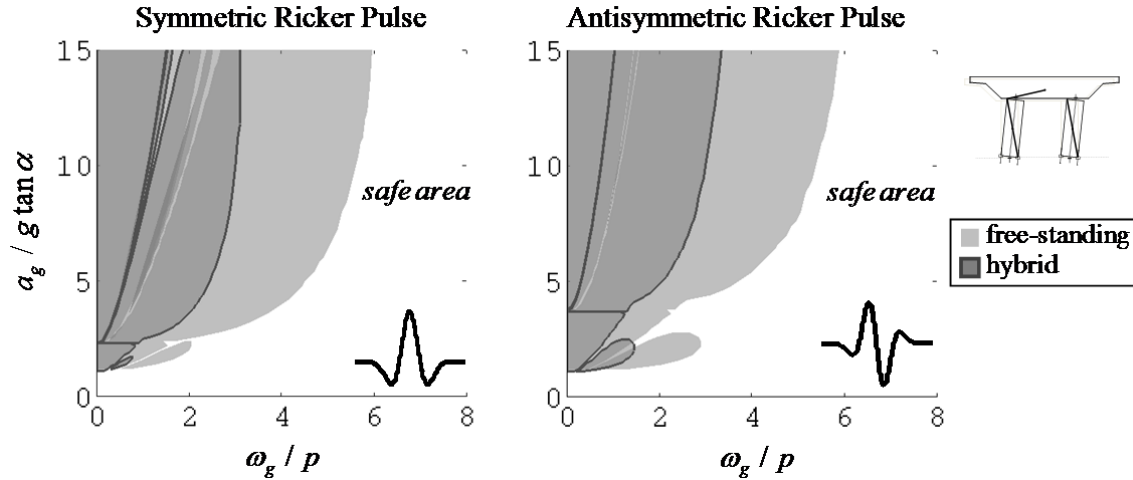 Symmetric Ricker Pulse
Antisymmetric Ricker Pulse
15
10
5
0
a_g / g tan α
safe area
0 2 4 6 8
ω_g / p
15
10
5
0
safe area
0 2 4 6 8
ω_g / p
free-standing
hybrid